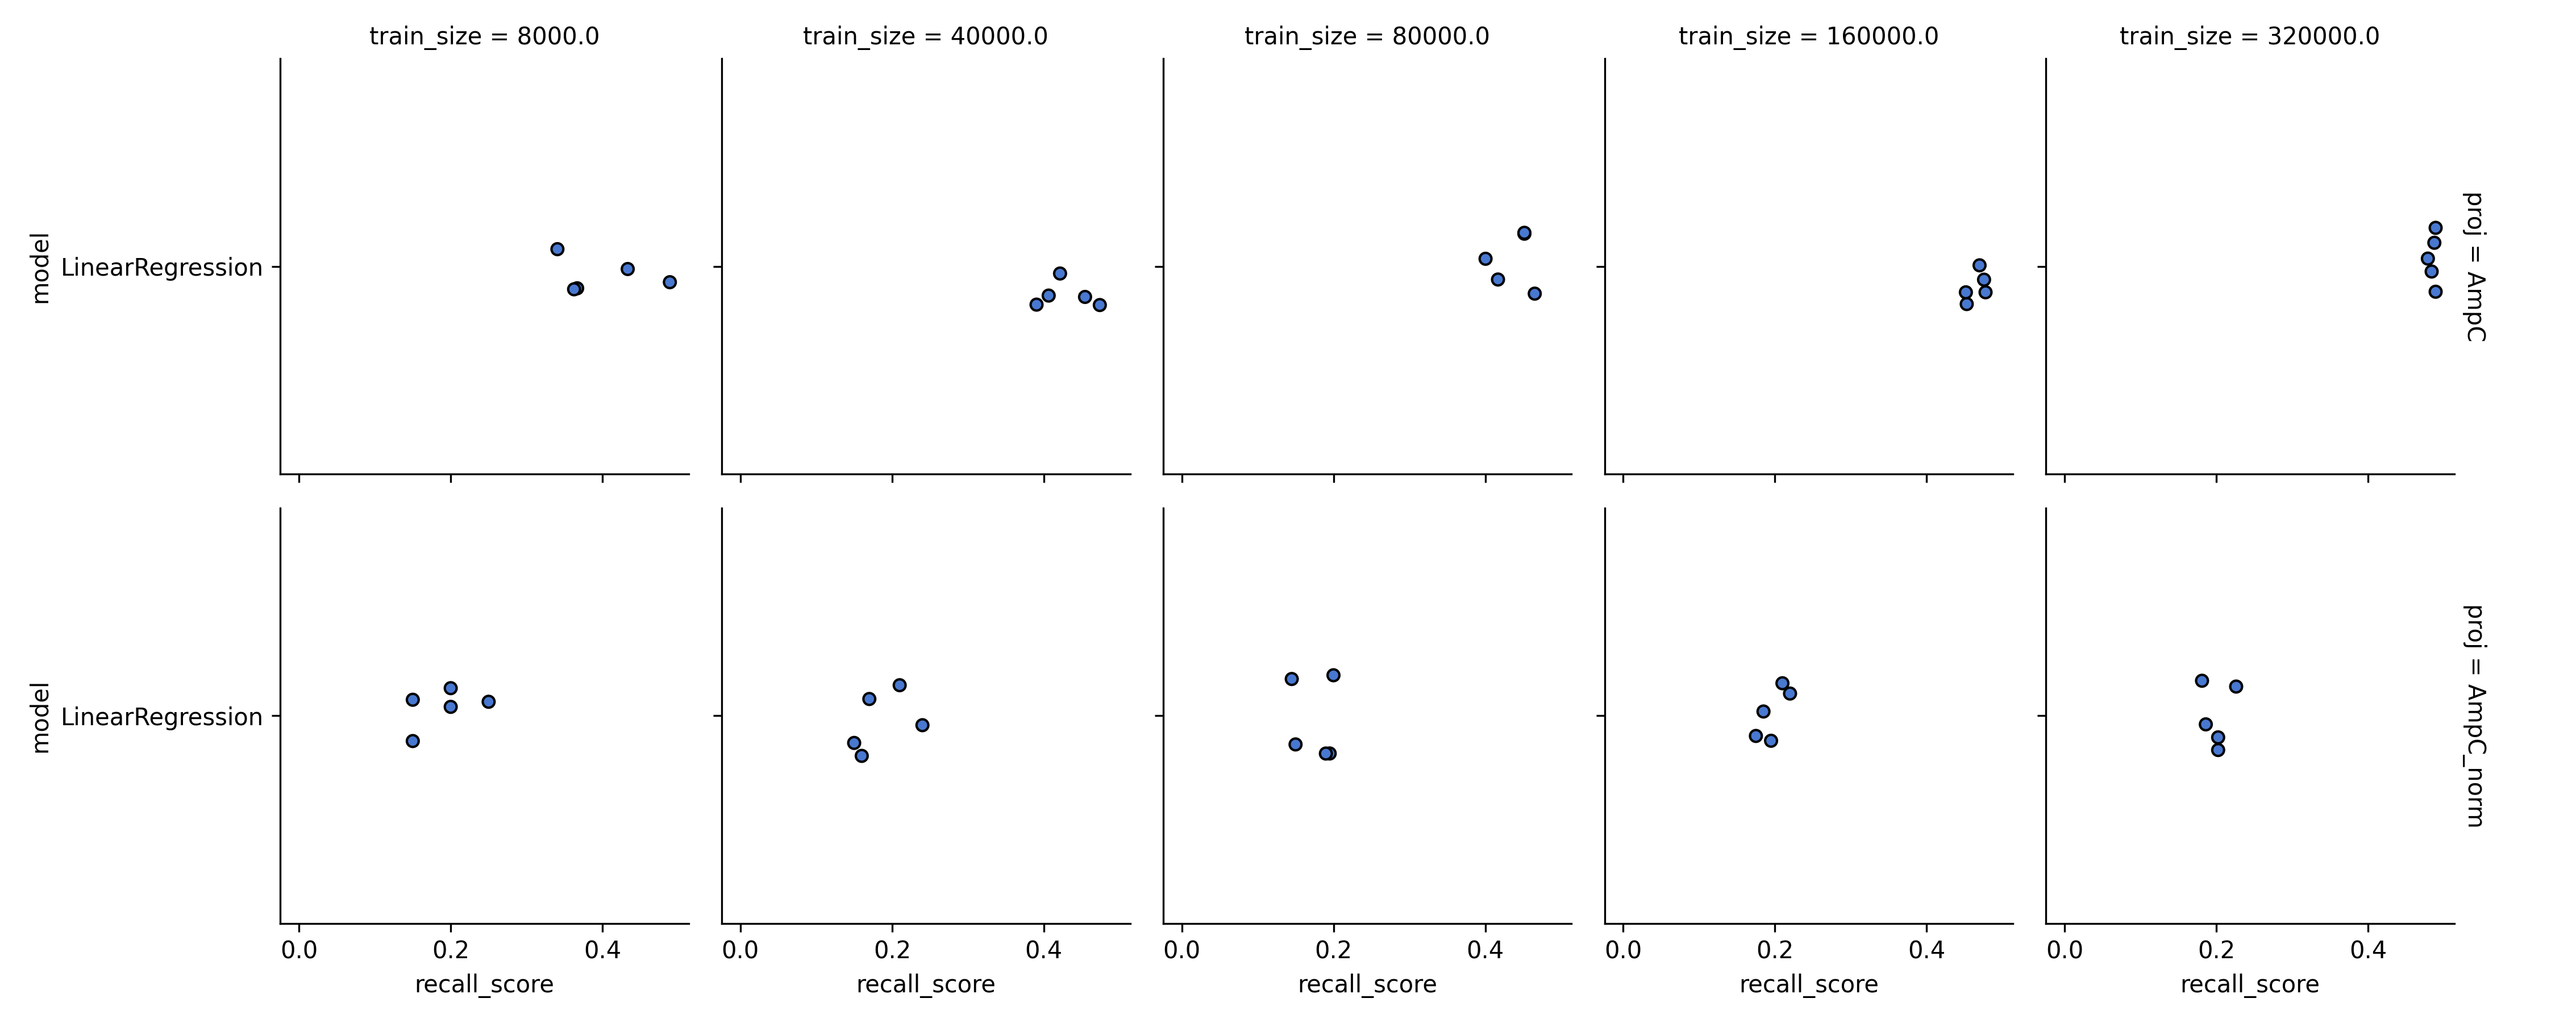 train_size = 8000.0
train_size = 40000.0
train_size = 80000.0
train_size = 160000.0
train_size = 320000.0
model
LinearRegression
proj = AmpC
model
LinearRegression
proj = AmpC_norm
0.0 0.2 0.4
0.0 0.2 0.4
0.0 0.2 0.4
0.0 0.2 0.4
0.0 0.2 0.4
recall_score
recall_score
recall_score
recall_score
recall_score